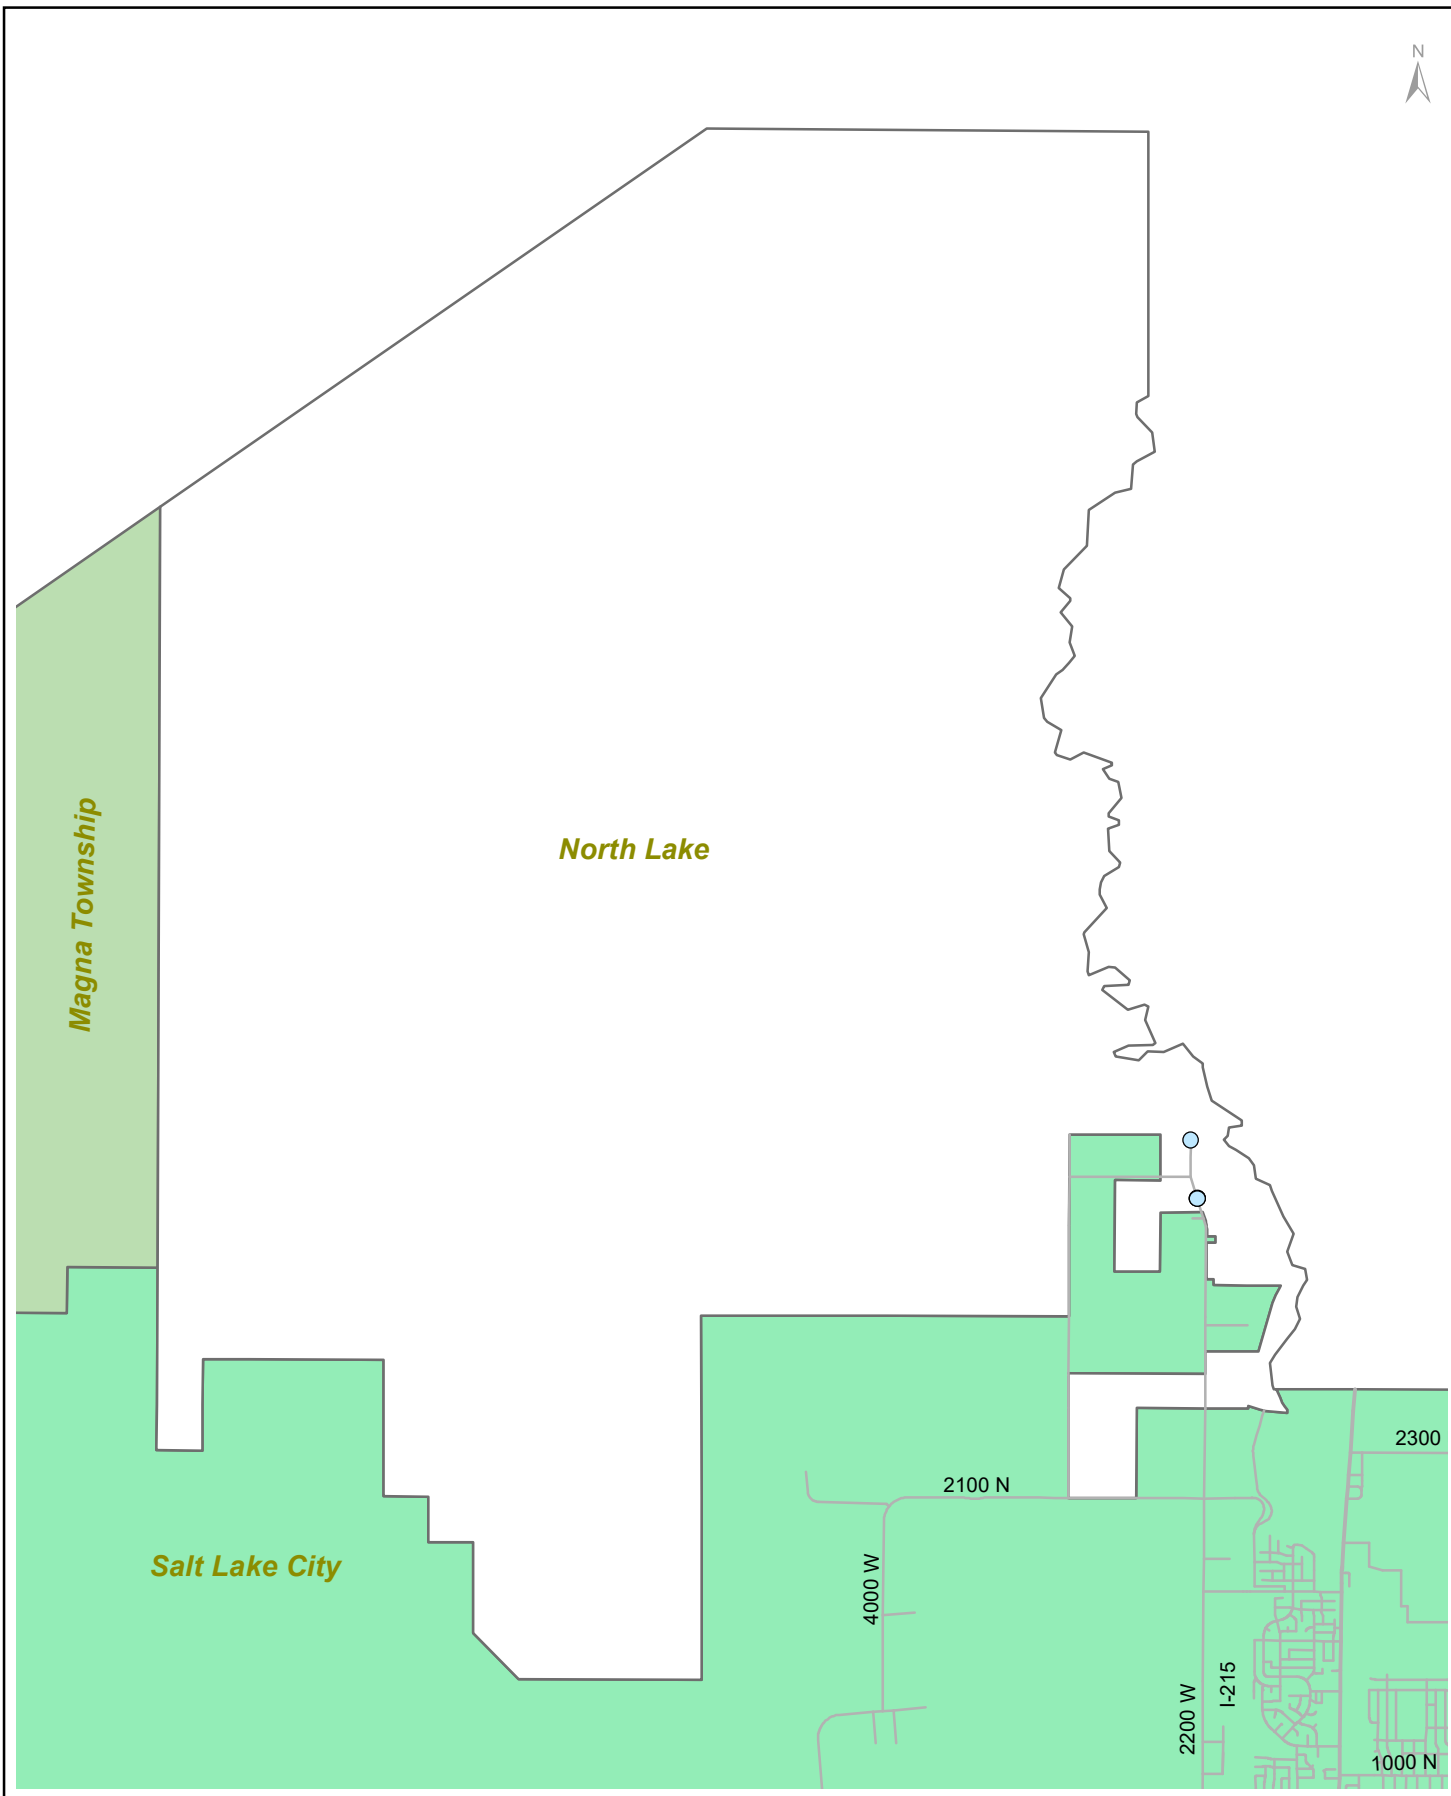 N
Magna Township
North Lake
2300
2100 N
Salt Lake City
4000 W
I-215
2200 W
1000 N